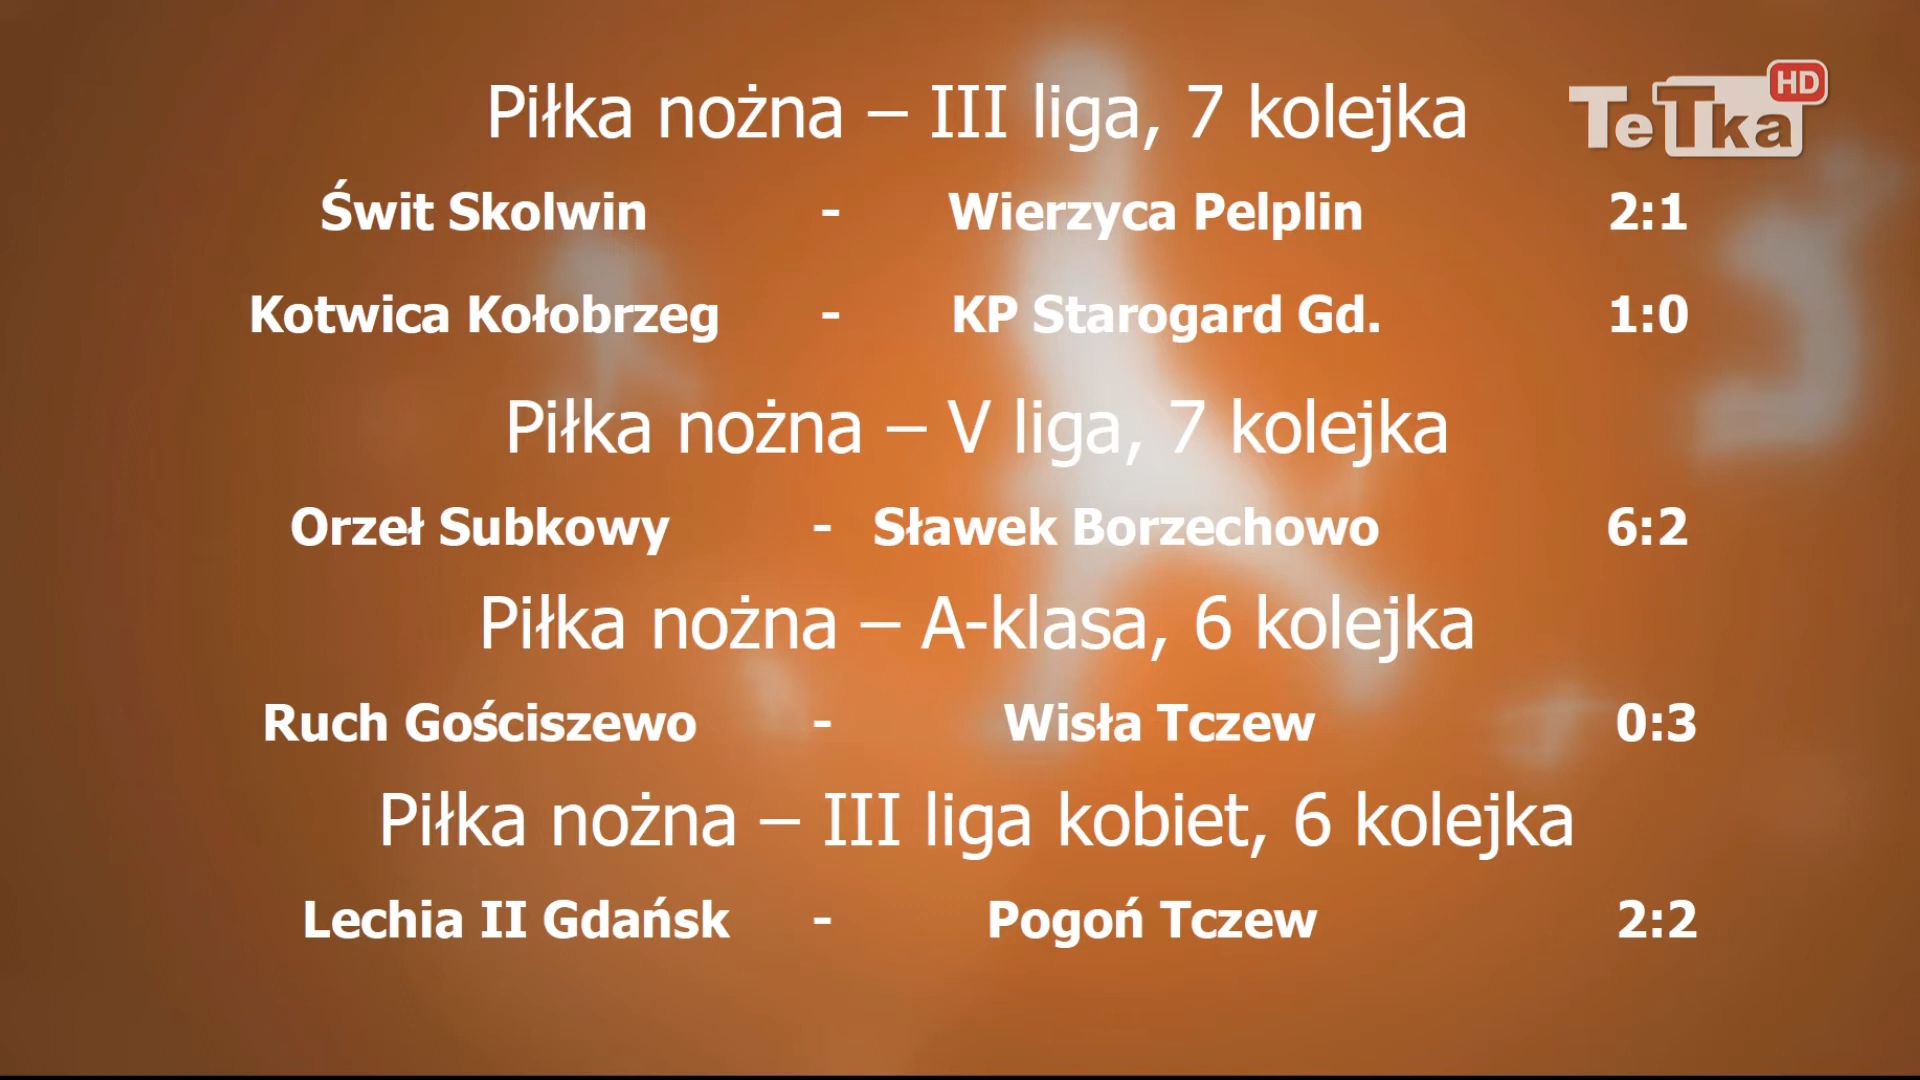 Piłka nożna – III liga, 7 kolejka
TeTka HD
Świt Skolwin - Wierzyca Pelplin 2:1
Kotwica Kołobrzeg - KP Starogard Gd. 1:0
Piłka nożna – V liga, 7 kolejka
Orzeł Subkowy - Sławek Borzechowo 6:2
Piłka nożna – A-klasa, 6 kolejka
Ruch Gościszewo - Wisła Tczew 0:3
Piłka nożna – III liga kobiet, 6 kolejka
Lechia II Gdańsk - Pogoń Tczew 2:2